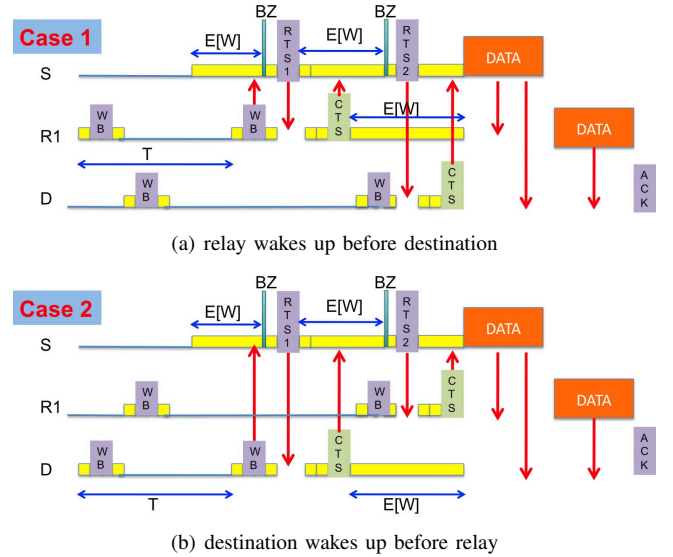 Case 1
BZ
BZ
E[W]
RTS1
E[W]
RTS2
S
DATA
WB
WB
CTS
E[W]
R1
DATA
T
WB
WB
CTS
D
ACK
(a) relay wakes up before destination
Case 2
BZ
BZ
E[W]
RTS1
E[W]
RTS2
S
DATA
WB
WB
CTS
R1
DATA
WB
WB
CTS
D
ACK
T
E[W]
(b) destination wakes up before relay